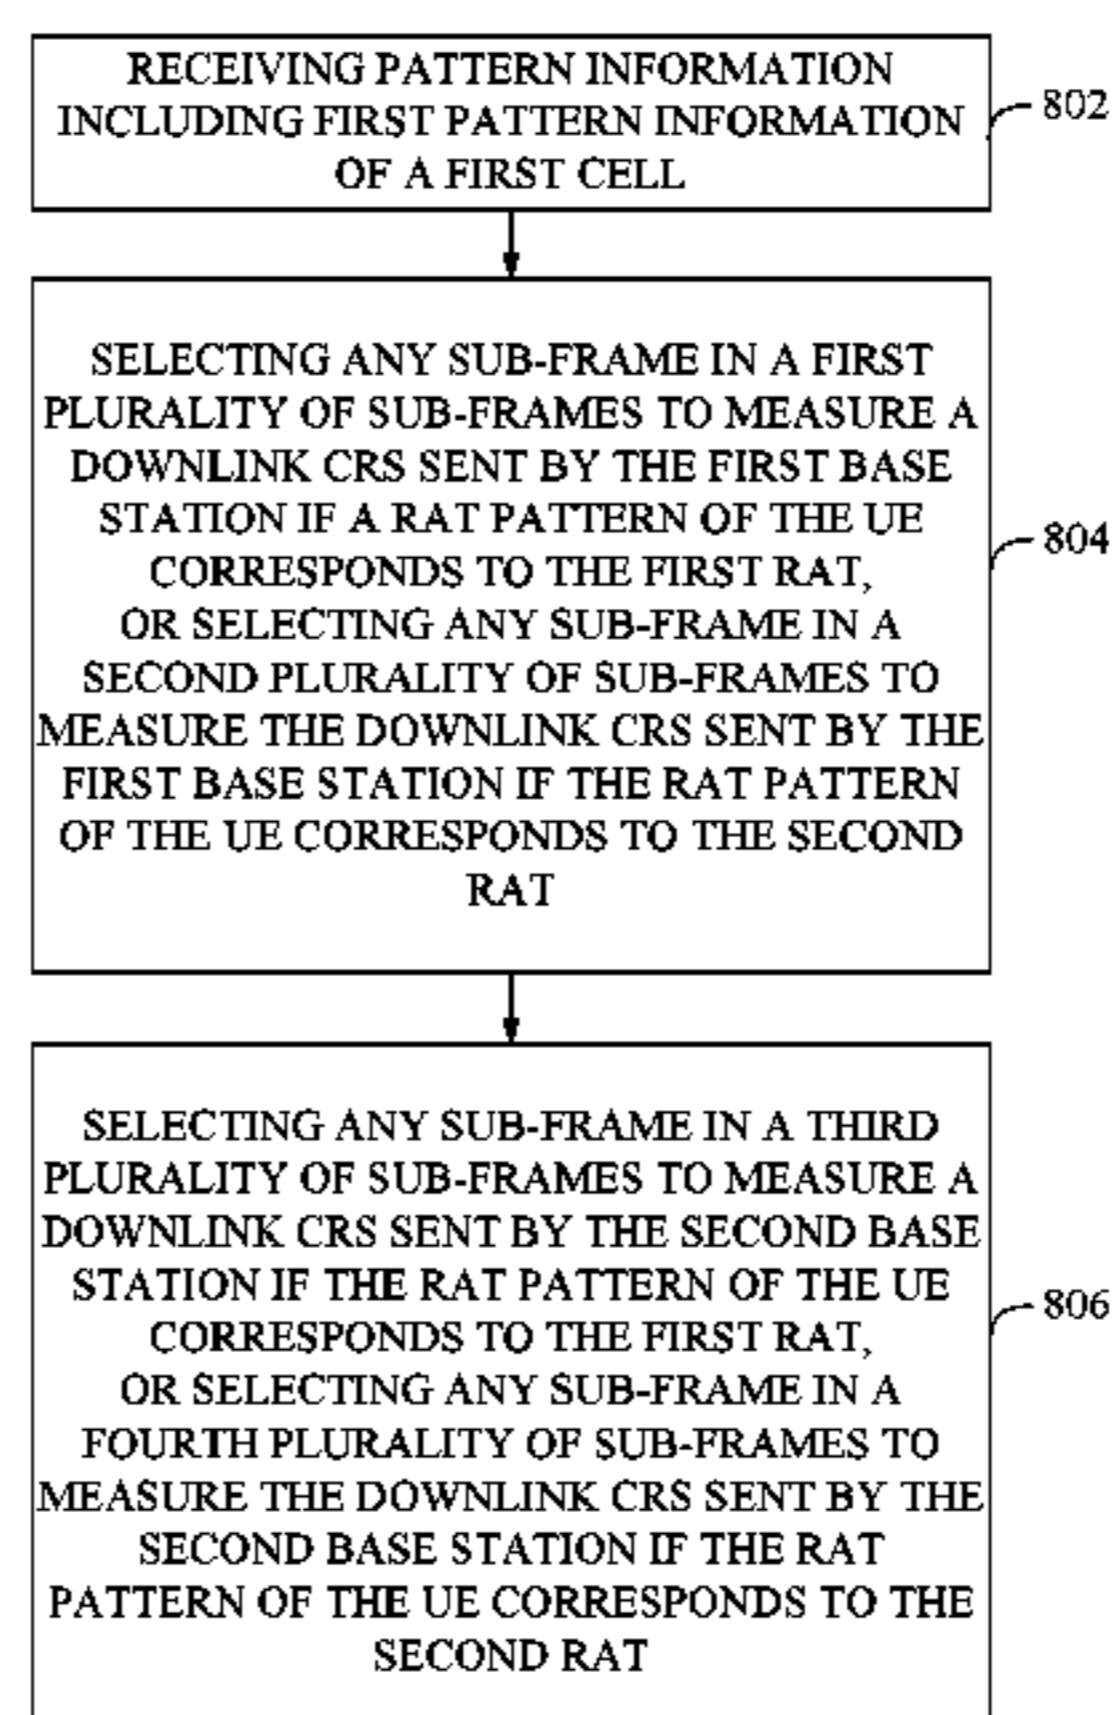 RECEIVING PATTERN INFORMATION
INCLUDING FIRST PATTERN INFORMATION
OF A FIRST CELL
802
SELECTING ANY SUB-FRAME IN A FIRST
PLURALITY OF SUB-FRAMES TO MEASURE A
DOWNLINK CRS SENT BY THE FIRST BASE
STATION IF A RAT PATTERN OF THE UE
CORRESPONDS TO THE FIRST RAT,
OR SELECTING ANY SUB-FRAME IN A
SECOND PLURALITY OF SUB-FRAMES TO
MEASURE THE DOWNLINK CRS SENT BY THE
FIRST BASE STATION IF THE RAT PATTERN
OF THE UE CORRESPONDS TO THE SECOND
RAT
804
SELECTING ANY SUB-FRAME IN A THIRD
PLURALITY OF SUB-FRAMES TO MEASURE A
DOWNLINK CRS SENT BY THE SECOND BASE
STATION IF THE RAT PATTERN OF THE UE
CORRESPONDS TO THE FIRST RAT,
OR SELECTING ANY SUB-FRAME IN A
FOURTH PLURALITY OF SUB-FRAMES TO
MEASURE THE DOWNLINK CRS SENT BY THE
SECOND BASE STATION IF THE RAT
PATTERN OF THE UE CORRESPONDS TO THE
SECOND RAT
806